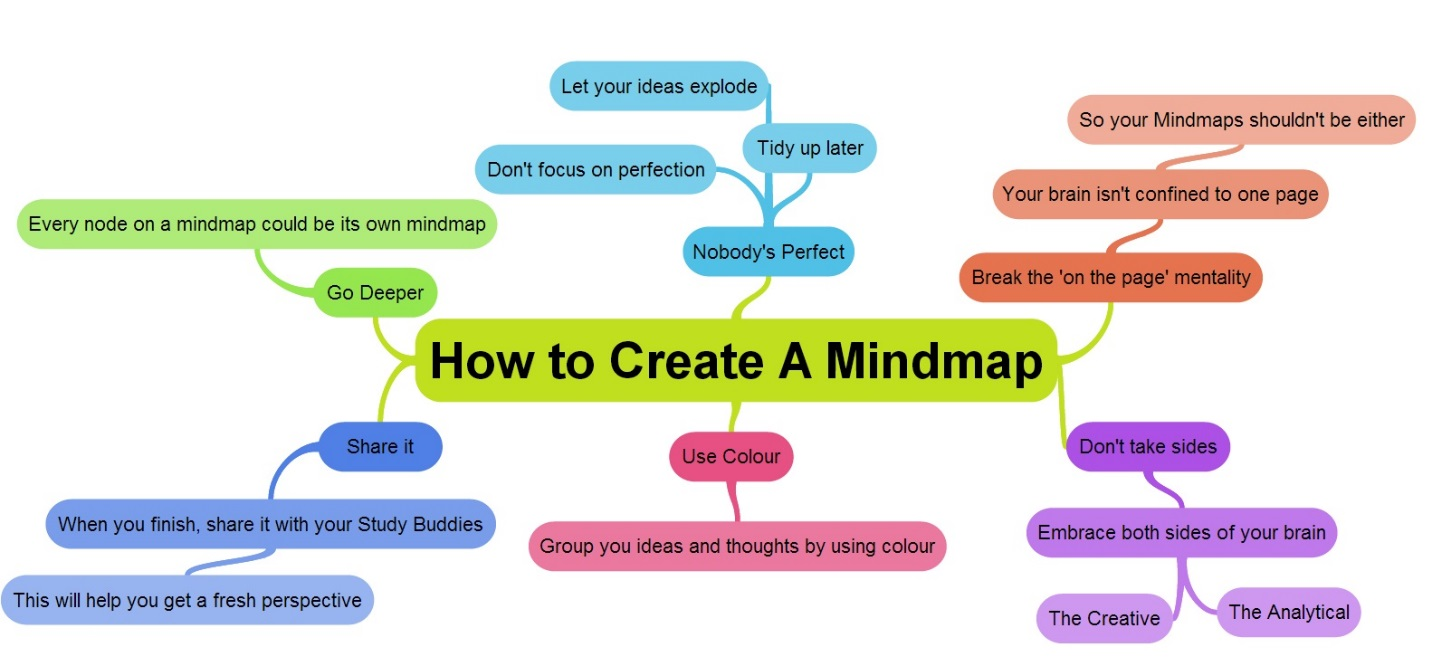 How to Create A Mindmap
Nobody's Perfect
Let your ideas explode
Tidy up later
Don't focus on perfection
Break the 'on the page' mentality
Your brain isn't confined to one page
So your Mindmaps shouldn't be either
Don't take sides
Embrace both sides of your brain
The Creative
The Analytical
Use Colour
Group you ideas and thoughts by using colour
Share it
When you finish, share it with your Study Buddies
This will help you get a fresh perspective
Go Deeper
Every node on a mindmap could be its own mindmap